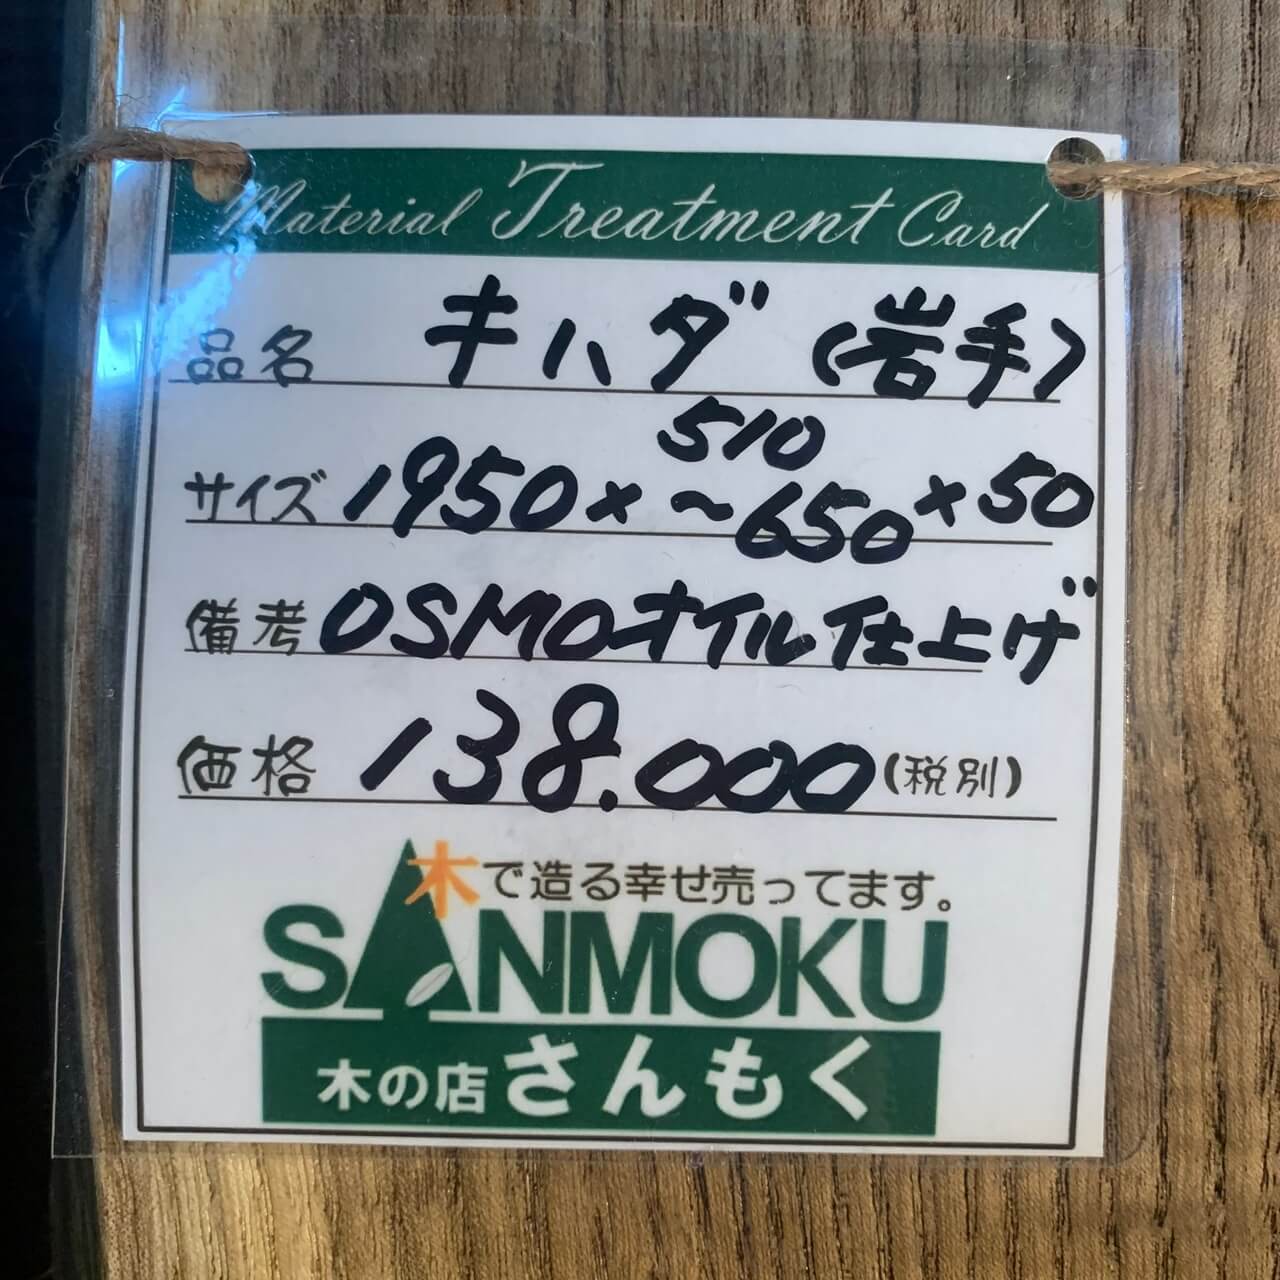 Material Treatment Card
品名 キハダ(岩手)
サイズ 1950×510~650×50
備考 OSMOオイル仕上げ
価格 138.000(税別)
木で造る幸せ売ってます。
SANMOKU
木の店さんもく